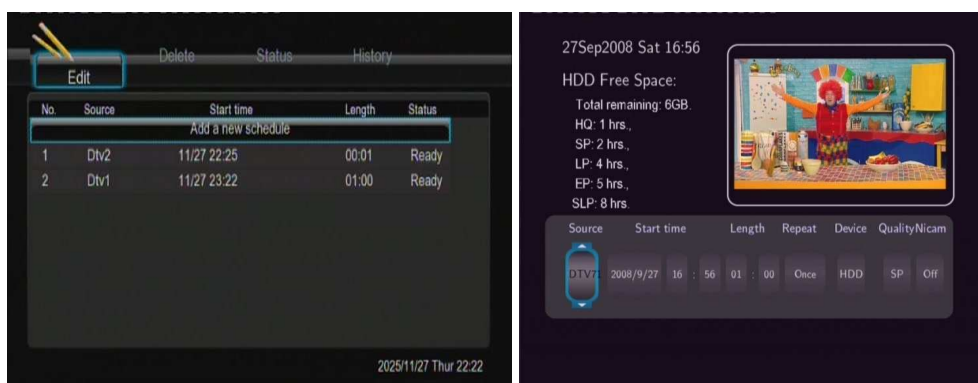 Delete Status History
Edit
No. Source Start time Length Status
Add a new schedule
1 Dtv2 11/27 22:25 00:01 Ready
2 Dtv1 11/27 23:22 01:00 Ready
2025/11/27 Thur 22:22
27Sep2008 Sat 16:56
HDD Free Space:
Total remaining: 6GB.
HQ: 1 hrs.,
SP: 2 hrs.,
LP: 4 hrs.,
EP: 5 hrs.,
SLP: 8 hrs.
Source Start time Length Repeat Device Quality Nicam
DTV71 2008/9/27 16 : 56 01 : 00 Once HDD SP Off